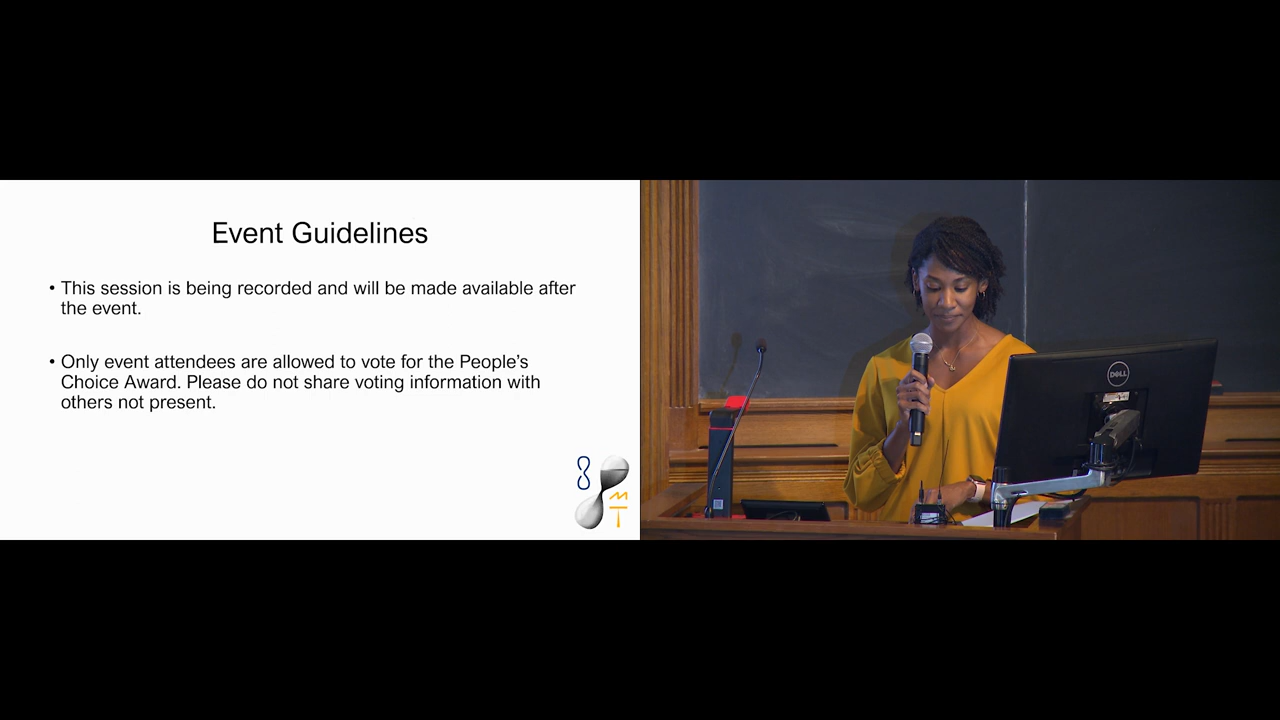 Event Guidelines
• This session is being recorded and will be made available after
the event.
• Only event attendees are allowed to vote for the People's
Choice Award. Please do not share voting information with
others not present.
DELL